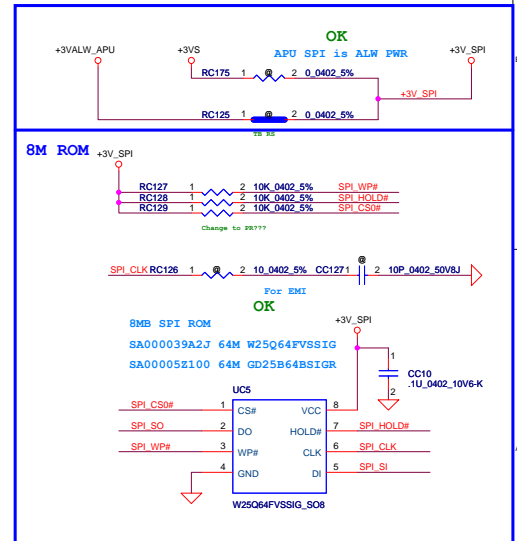 OK
+3VALW_APU +3VS APU SPI is ALW PWR +3V_SPI
RC175 1 @ 2 0_0402_5%
+3V_SPI
RC125 1 @ 2 0_0402_5%
TB RS
8M ROM +3V_SPI
RC127 1 2 10K_0402_5% SPI_WP#
RC128 1 2 10K_0402_5% SPI_HOLD#
RC129 1 2 10K_0402_5% SPI_CS0#
Change to PR???
@
SPI_CLK RC126 1 @ 2 10_0402_5% CC127 1 2 10P_0402_50V8J
For EMI
OK
8MB SPI ROM +3V_SPI
SA000039A2J 64M W25Q64FVSSIG
SA00005Z100 64M GD25B64BSIGR
1
CC10
.1U_0402_10V6-K
2
UC5
SPI_CS0# 1 CS# VCC 8
SPI_SO 2 DO HOLD# 7 SPI_HOLD#
SPI_WP# 3 WP# CLK 6 SPI_CLK
4 GND DI 5 SPI_SI
W25Q64FVSSIG_SO8